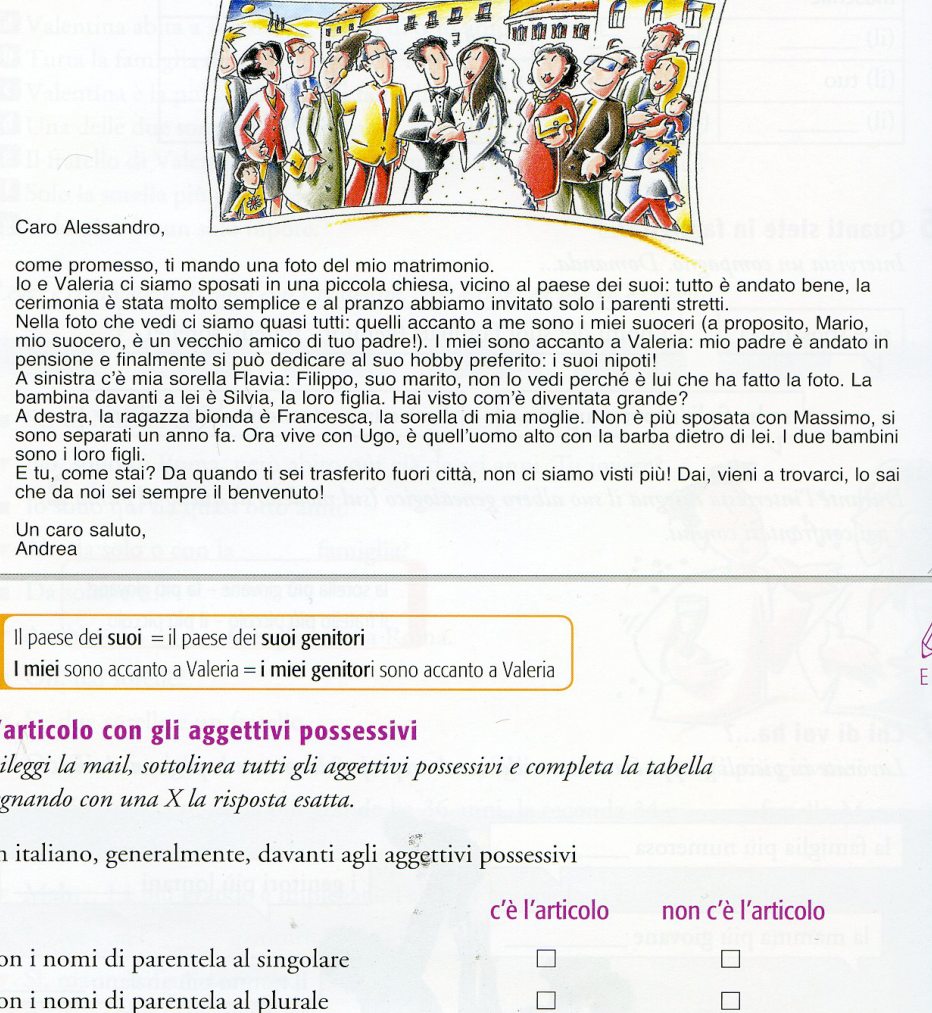 Caro Alessandro,
come promesso, ti mando una foto del mio matrimonio.
Io e Valeria ci siamo sposati in una piccola chiesa, vicino al paese dei suoi: tutto è andato bene, la
cerimonia è stata molto semplice e al pranzo abbiamo invitato solo i parenti stretti.
Nella foto che vedi ci siamo quasi tutti: quelli accanto a me sono i miei suoceri (a proposito, Mario,
mio suocero, è un vecchio amico di tuo padre!). I miei sono accanto a Valeria: mio padre è andato in
pensione e finalmente si può dedicare al suo hobby preferito: i suoi nipoti!
A sinistra c'è mia sorella Flavia: Filippo, suo marito, non lo vedi perché è lui che ha fatto la foto. La
bambina davanti a lei è Silvia, la loro figlia. Hai visto com'è diventata grande?
A destra, la ragazza bionda è Francesca, la sorella di mia moglie. Non è più sposata con Massimo, si
sono separati un anno fa. Ora vive con Ugo, è quell'uomo alto con la barba dietro di lei. I due bambini
sono i loro figli.
E tu, come stai? Da quando ti sei trasferito fuori città, non ci siamo visti più! Dai, vieni a trovarci, lo sai
che da noi sei sempre il benvenuto!
Un caro saluto,
Andrea
Il paese dei suoi = il paese dei suoi genitori
I miei sono accanto a Valeria = i miei genitori sono accanto a Valeria
E
'articolo con gli aggettivi possessivi
ileggi la mail, sottolinea tutti gli aggettivi possessivi e completa la tabella
gnando con una X la risposta esatta.
n italiano, generalmente, davanti agli aggettivi possessivi
c'è l'articolo non c'è l'articolo
on i nomi di parentela al singolare
on i nomi di parentela al plurale